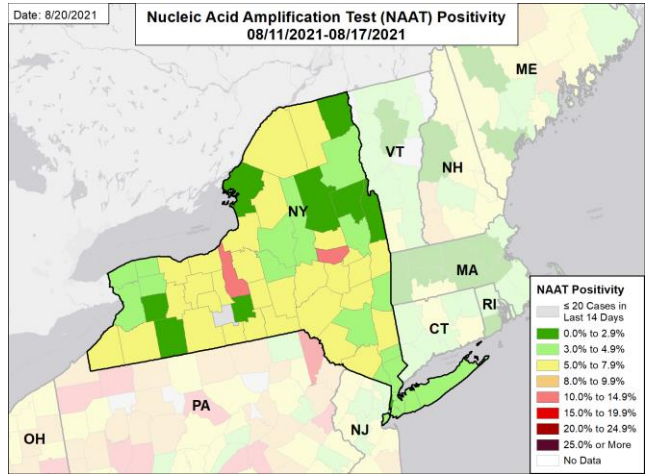 Date: 8/20/2021
Nucleic Acid Amplification Test (NAAT) Positivity
08/11/2021-08/17/2021
ME
VT
NH
NY
MA
RI
CT
PA
OH
NJ
NAAT Positivity
≤ 20 Cases in
Last 14 Days
0.0% to 2.9%
3.0% to 4.9%
5.0% to 7.9%
8.0% to 9.9%
10.0% to 14.9%
15.0% to 19.9%
20.0% to 24.9%
25.0% or More
No Data